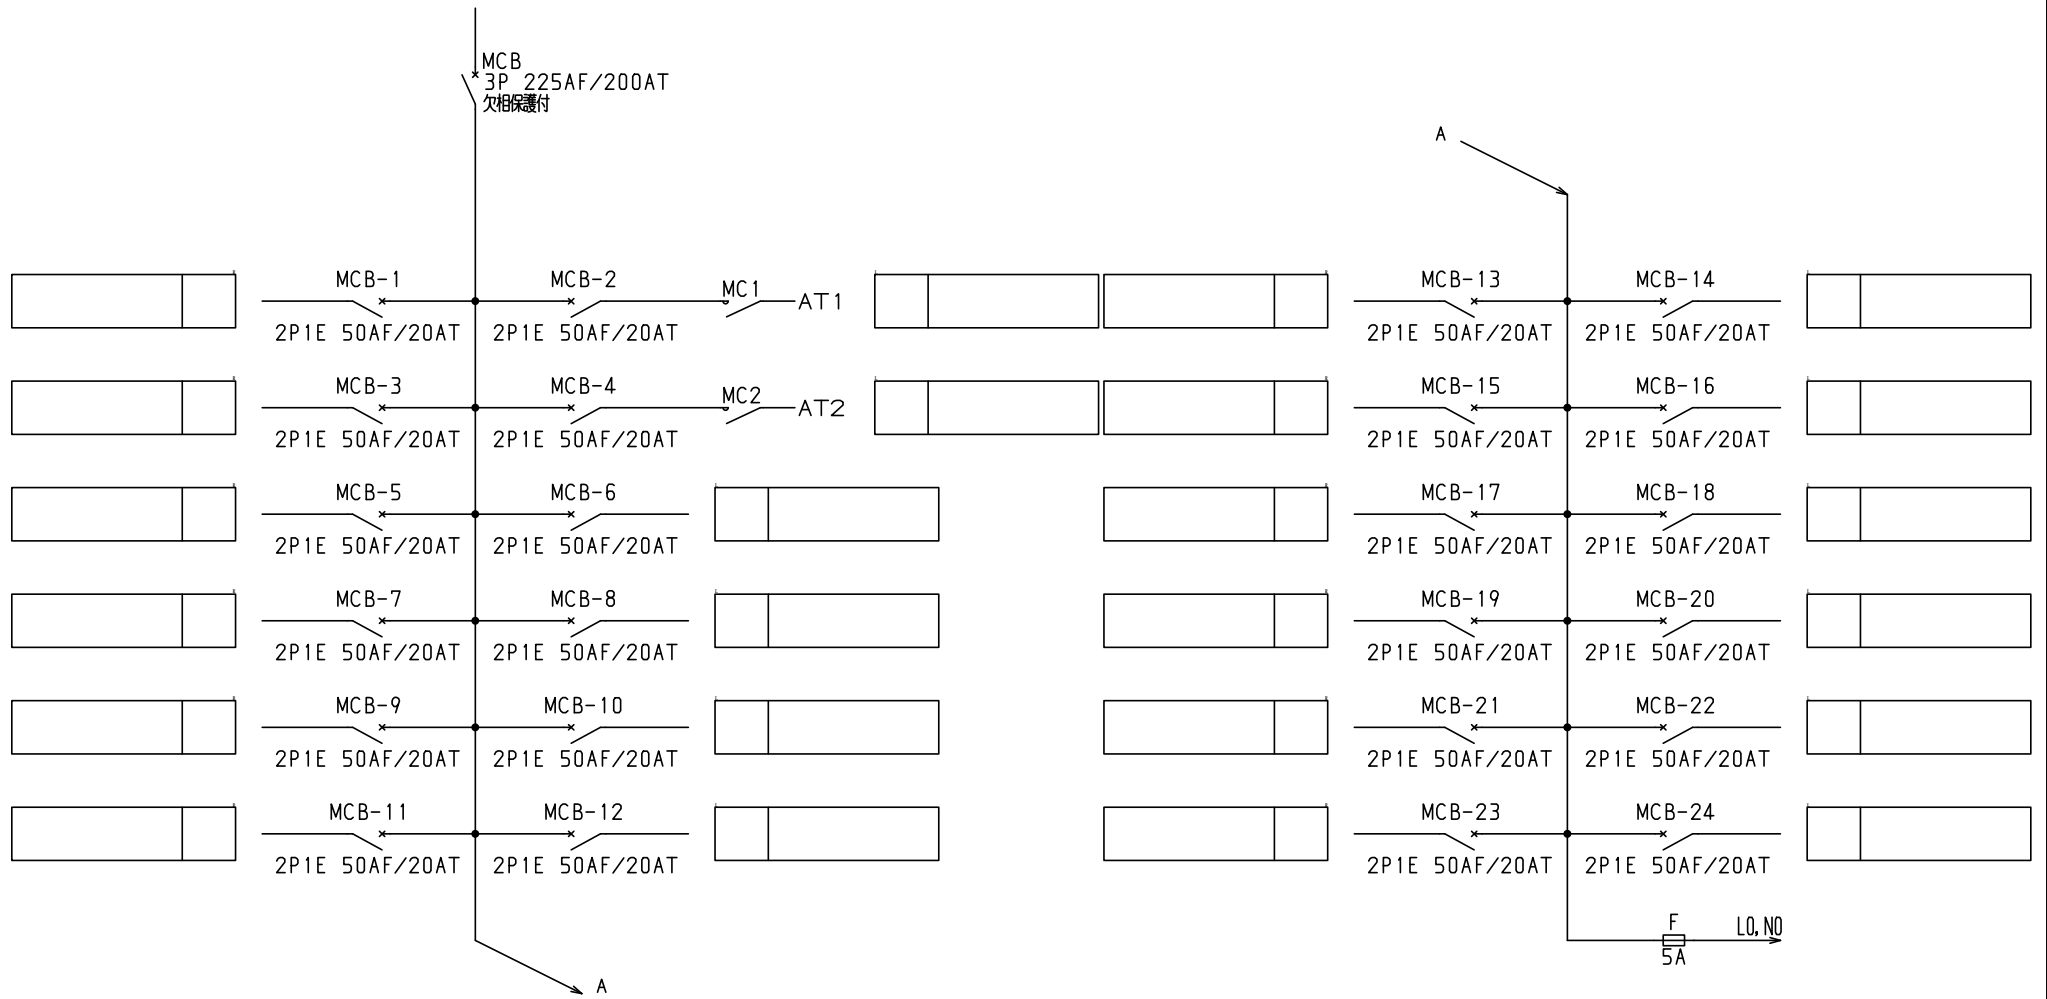 MCB
3P 225AF/200AT
欠相保護付
A
MCB-1
MCB-2
MC1
AT1
2P1E 50AF/20AT
2P1E 50AF/20AT
MCB-3
MCB-4
MC2
AT2
2P1E 50AF/20AT
2P1E 50AF/20AT
MCB-5
MCB-6
2P1E 50AF/20AT
2P1E 50AF/20AT
MCB-7
MCB-8
2P1E 50AF/20AT
2P1E 50AF/20AT
MCB-9
MCB-10
2P1E 50AF/20AT
2P1E 50AF/20AT
MCB-11
MCB-12
2P1E 50AF/20AT
2P1E 50AF/20AT
A
MCB-13
MCB-14
2P1E 50AF/20AT
2P1E 50AF/20AT
MCB-15
MCB-16
2P1E 50AF/20AT
2P1E 50AF/20AT
MCB-17
MCB-18
2P1E 50AF/20AT
2P1E 50AF/20AT
MCB-19
MCB-20
2P1E 50AF/20AT
2P1E 50AF/20AT
MCB-21
MCB-22
2P1E 50AF/20AT
2P1E 50AF/20AT
MCB-23
MCB-24
2P1E 50AF/20AT
2P1E 50AF/20AT
F
5A
L0,N0